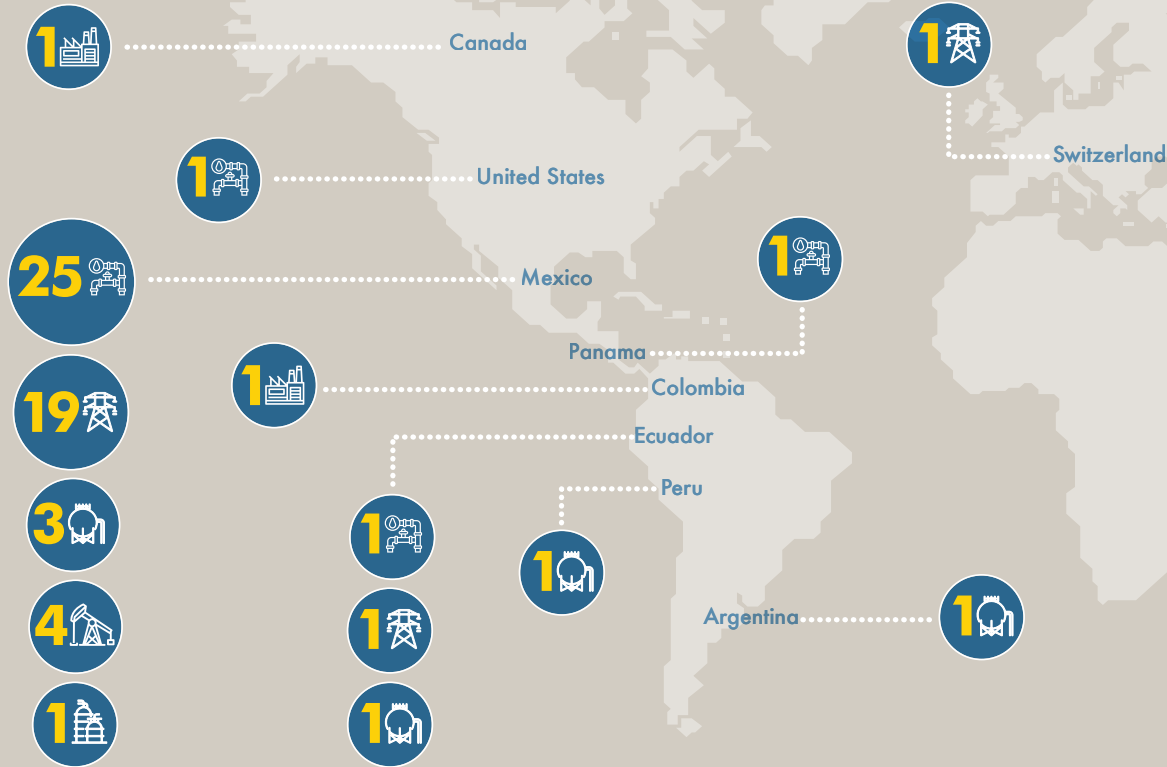 1
Canada
1
Switzerland
1
United States
25
Mexico
1
Panama
19
1
Colombia
Ecuador
Peru
3
1
1
4
1
Argentina
1
1
1